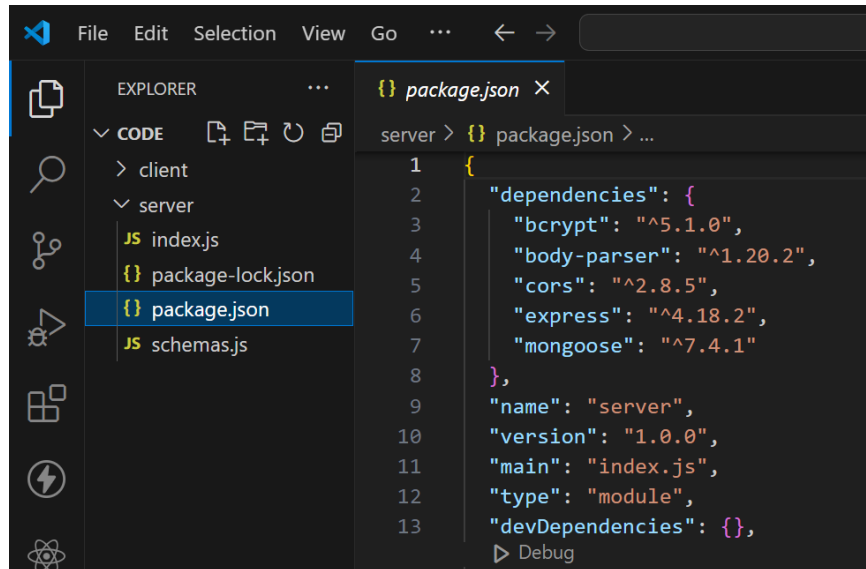 File Edit Selection View Go ...
EXPLORER ...
CODE
client
server
JS index.js
{} package-lock.json
{} package.json
JS schemas.js
{} package.json ×
server > {} package.json > ...
1 {
2 "dependencies": {
3 "bcrypt": "^5.1.0",
4 "body-parser": "^1.20.2",
5 "cors": "^2.8.5",
6 "express": "^4.18.2",
7 "mongoose": "^7.4.1"
8 },
9 "name": "server",
10 "version": "1.0.0",
11 "main": "index.js",
12 "type": "module",
13 "devDependencies": {},
Debug